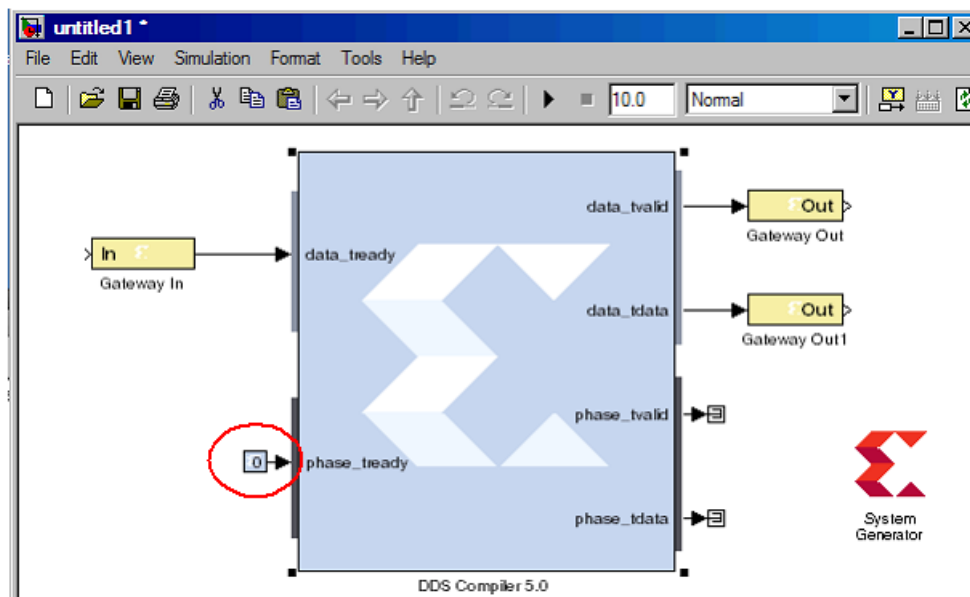 untitled1 *
File Edit View Simulation Format Tools Help
10.0 Normal
data_tvalid
Out
Gateway Out
In
data_tready
Gateway In
data_tdata
Out
Gateway Out1
phase_tvalid
0
phase_tready
phase_tdata
System
Generator
DDS Compiler 5.0